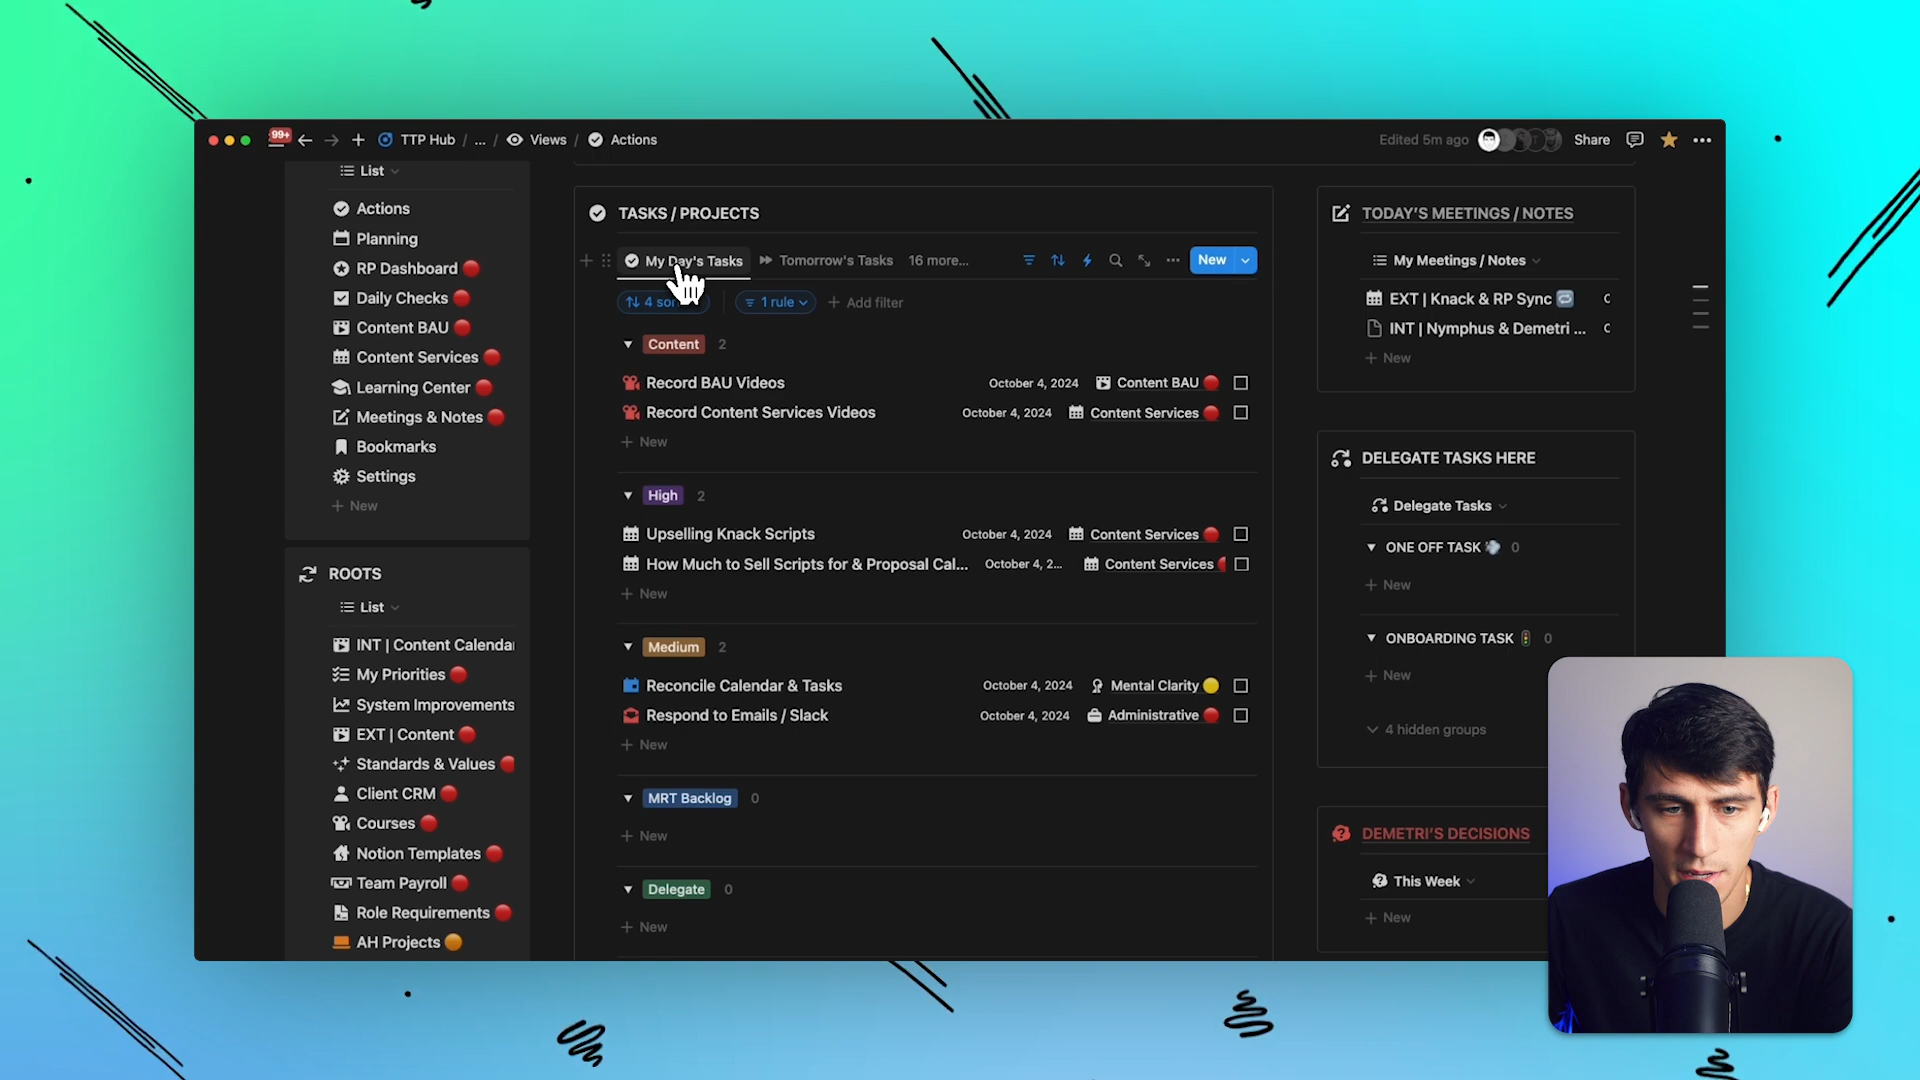 99+
TTP Hub / ... / Views / Actions
Edited 5m ago
Share
List
Actions
Planning
RP Dashboard
Daily Checks
Content BAU
Content Services
Learning Center
Meetings & Notes
Bookmarks
Settings
+ New
ROOTS
List
INT | Content Calenda
My Priorities
System Improvements
EXT | Content
Standards & Values
Client CRM
Courses
Notion Templates
Team Payroll
Role Requirements
AH Projects
TASKS / PROJECTS
My Day's Tasks
Tomorrow's Tasks
16 more...
New
4 sor
1 rule
+ Add filter
Content 2
Record BAU Videos October 4, 2024 Content BAU
Record Content Services Videos October 4, 2024 Content Services
+ New
High 2
Upselling Knack Scripts October 4, 2024 Content Services
How Much to Sell Scripts for & Proposal Cal... October 4, 2... Content Services
+ New
Medium 2
Reconcile Calendar & Tasks October 4, 2024 Mental Clarity
Respond to Emails / Slack October 4, 2024 Administrative
+ New
MRT Backlog 0
+ New
Delegate 0
+ New
TODAY'S MEETINGS / NOTES
My Meetings / Notes
EXT | Knack & RP Sync
INT | Nymphus & Demetri ...
+ New
DELEGATE TASKS HERE
Delegate Tasks
ONE OFF TASK 0
+ New
ONBOARDING TASK 0
+ New
4 hidden groups
DEMETRI'S DECISIONS
This Week
+ New